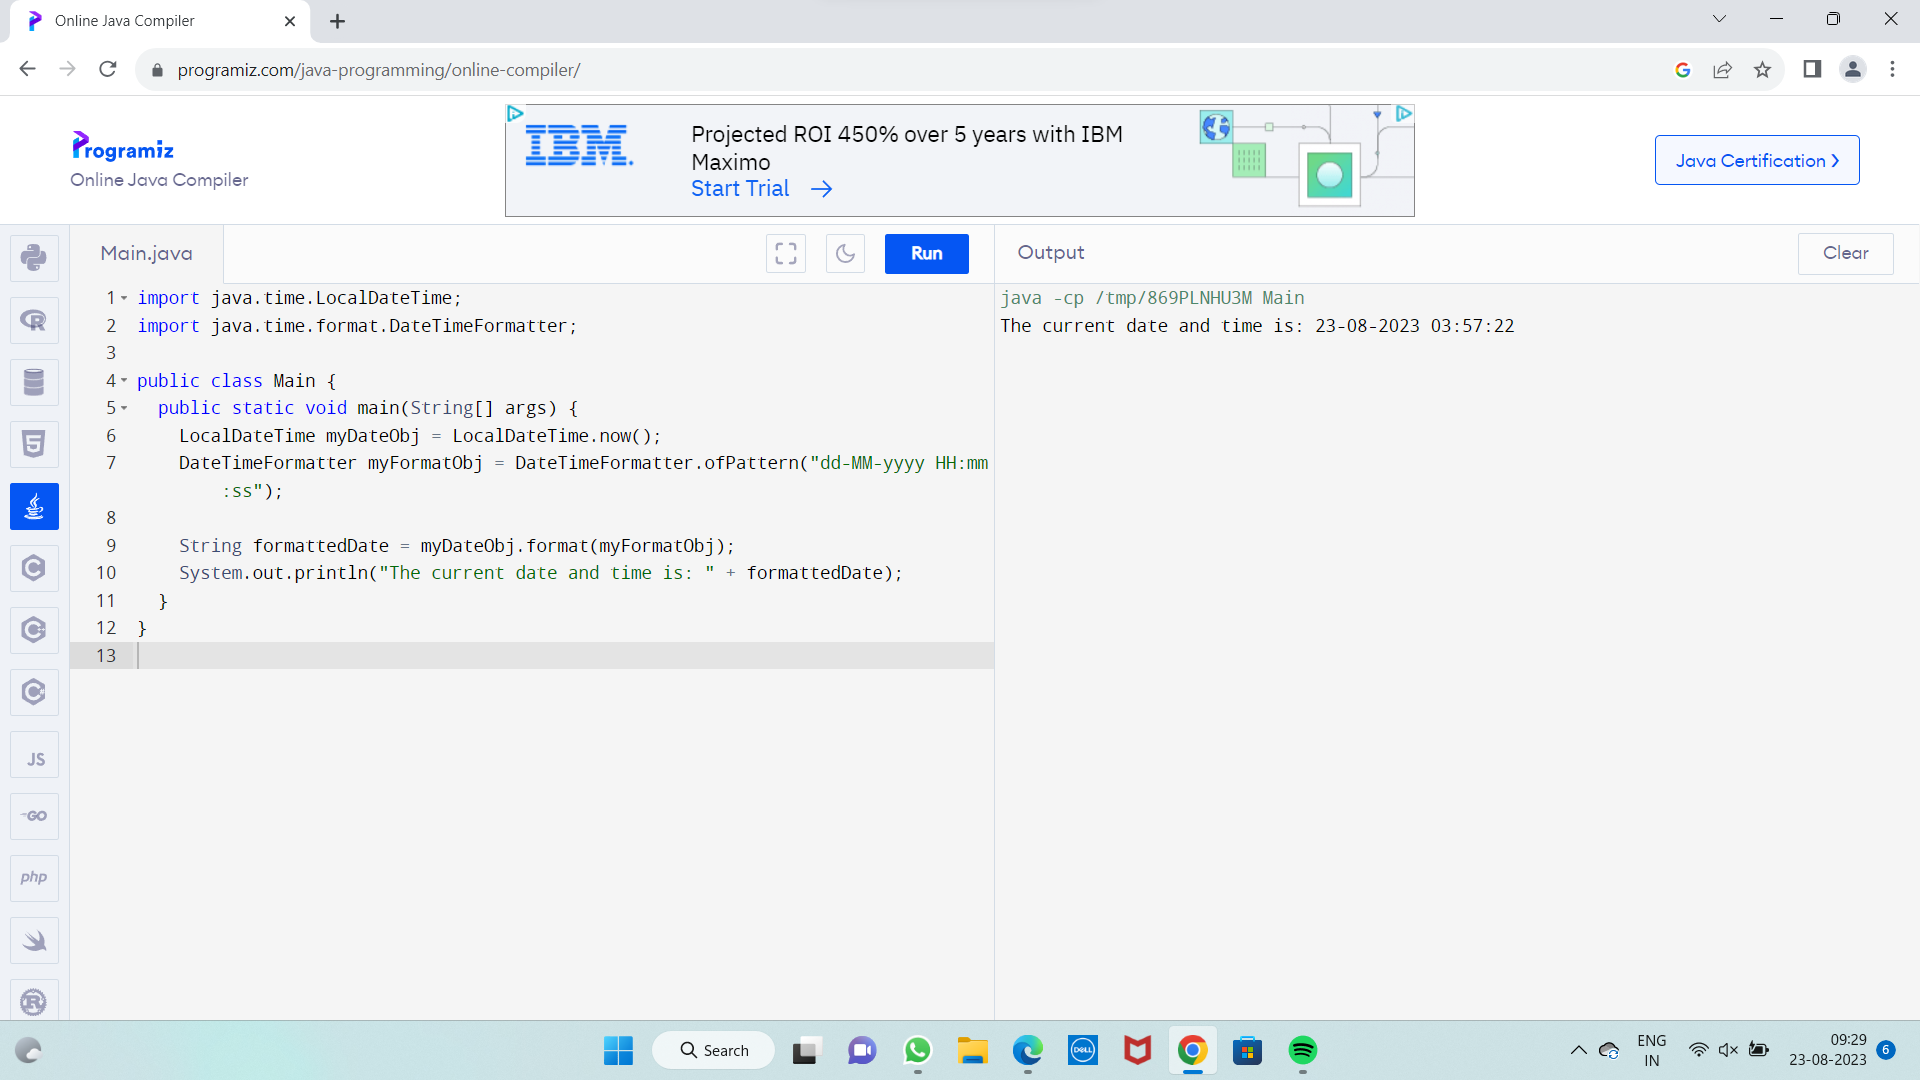 Online Java Compiler
programiz.com/java-programming/online-compiler/
Programiz
Online Java Compiler
IBM.
Projected ROI 450% over 5 years with IBM
Maximo
Start Trial
Java Certification
Main.java
Run
Output
Clear
1 import java.time.LocalDateTime;
2 import java.time.format.DateTimeFormatter;
3
4 public class Main {
5 public static void main(String[] args) {
6 LocalDateTime myDateObj = LocalDateTime.now();
7 DateTimeFormatter myFormatObj = DateTimeFormatter.ofPattern("dd-MM-yyyy HH:mm
:ss");
8
9 String formattedDate = myDateObj.format(myFormatObj);
10 System.out.println("The current date and time is: " + formattedDate);
11 }
12 }
13
java -cp /tmp/869PLNHU3M Main
The current date and time is: 23-08-2023 03:57:22
R
5
C
C
C
JS
GO
php
R
Search
DELL
ENG
IN
09:29
23-08-2023
6